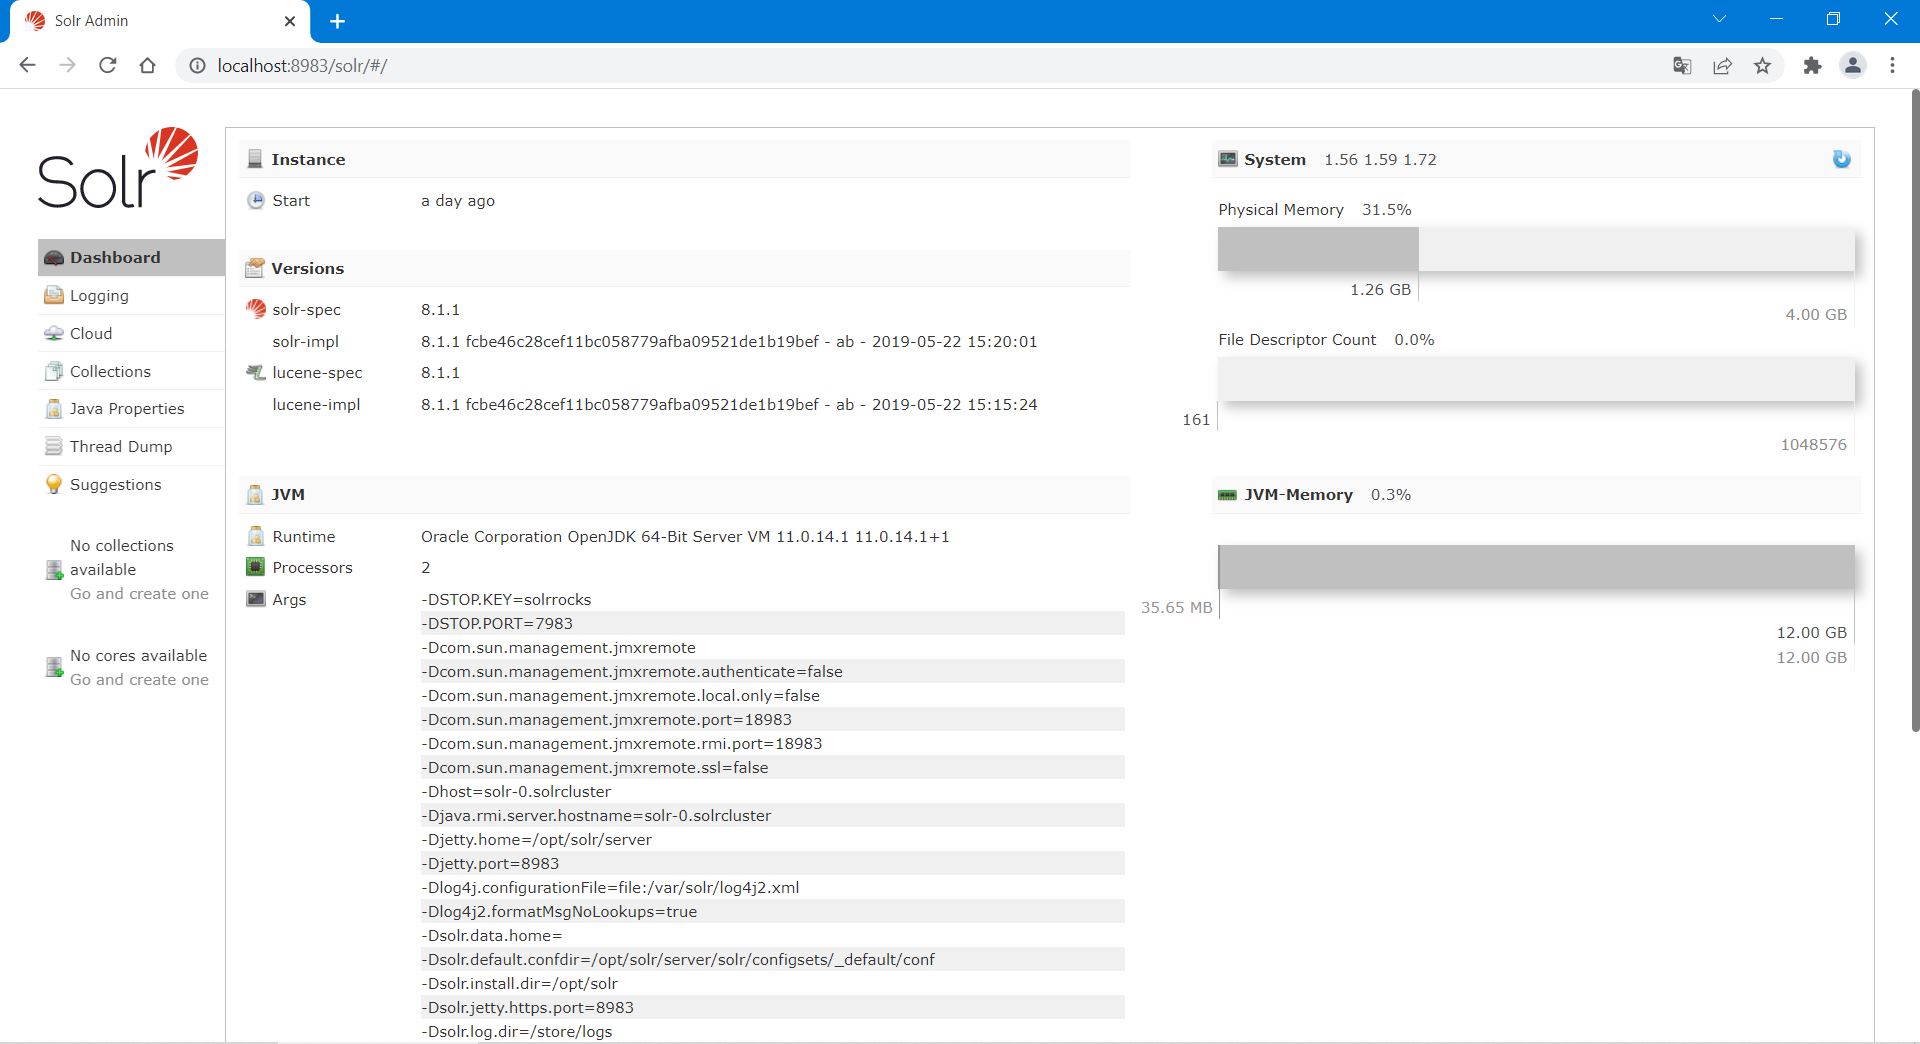 Solr Admin
localhost:8983/solr/#/
Solr
Dashboard
Logging
Cloud
Collections
Java Properties
Thread Dump
Suggestions
No collections
available
Go and create one
No cores available
Go and create one
Instance
Start a day ago
Versions
solr-spec 8.1.1
solr-impl 8.1.1 fcbe46c28cef11bc058779afba09521de1b19bef - ab - 2019-05-22 15:20:01
lucene-spec 8.1.1
lucene-impl 8.1.1 fcbe46c28cef11bc058779afba09521de1b19bef - ab - 2019-05-22 15:15:24
JVM
Runtime Oracle Corporation OpenJDK 64-Bit Server VM 11.0.14.1 11.0.14.1+1
Processors 2
Args -DSTOP.KEY=solrrocks
-DSTOP.PORT=7983
-Dcom.sun.management.jmxremote
-Dcom.sun.management.jmxremote.authenticate=false
-Dcom.sun.management.jmxremote.local.only=false
-Dcom.sun.management.jmxremote.port=18983
-Dcom.sun.management.jmxremote.rmi.port=18983
-Dcom.sun.management.jmxremote.ssl=false
-Dhost=solr-0.solrcluster
-Djava.rmi.server.hostname=solr-0.solrcluster
-Djetty.home=/opt/solr/server
-Djetty.port=8983
-Dlog4j.configurationFile=file:/var/solr/log4j2.xml
-Dlog4j2.formatMsgNoLookups=true
-Dsolr.data.home=
-Dsolr.default.confdir=/opt/solr/server/solr/configsets/_default/conf
-Dsolr.install.dir=/opt/solr
-Dsolr.jetty.https.port=8983
-Dsolr.log.dir=/store/logs
System 1.56 1.59 1.72
Physical Memory 31.5%
1.26 GB
4.00 GB
File Descriptor Count 0.0%
161
1048576
JVM-Memory 0.3%
35.65 MB
12.00 GB
12.00 GB